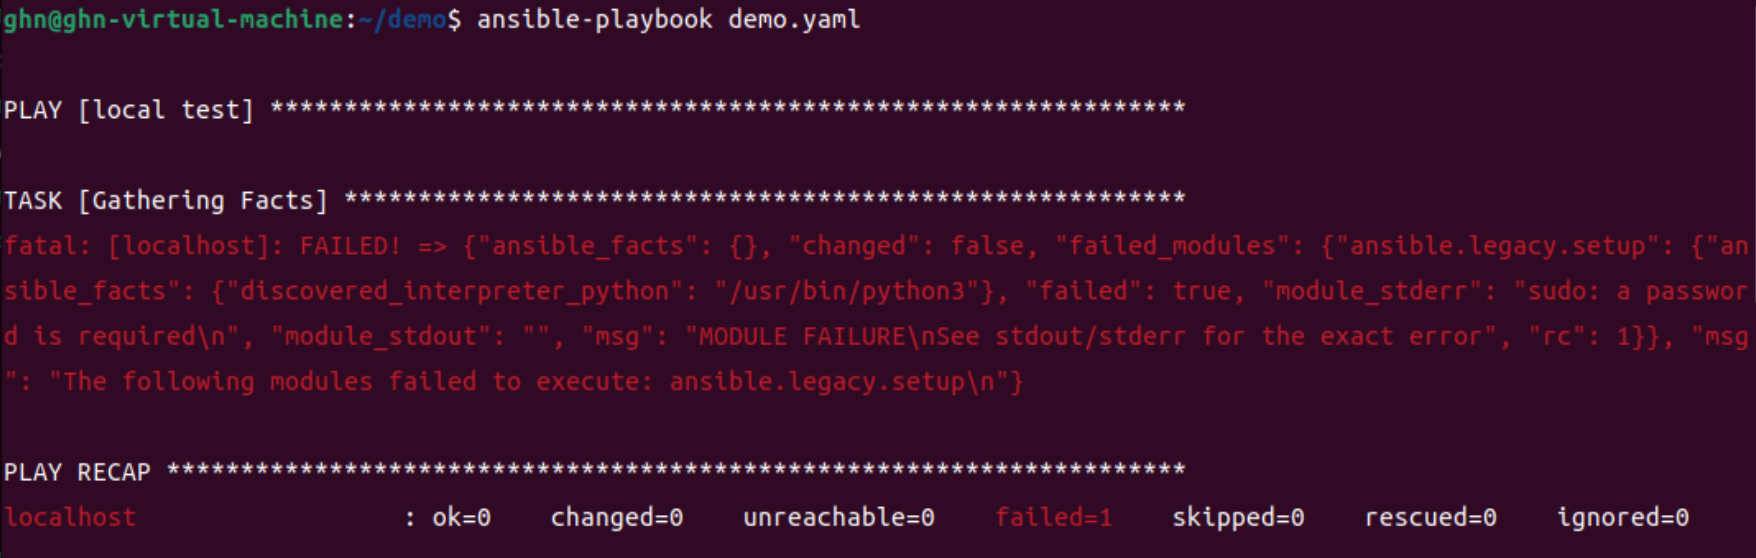 ghn@ghn-virtual-machine:~/demo$ ansible-playbook demo.yaml
PLAY [local test] **************************************************************
TASK [Gathering Facts] *********************************************************
fatal: [localhost]: FAILED! => {"ansible_facts": {}, "changed": false, "failed_modules": {"ansible.legacy.setup": {"an
sible_facts": {"discovered_interpreter_python": "/usr/bin/python3"}, "failed": true, "module_stderr": "sudo: a passwor
d is required\n", "module_stdout": "", "msg": "MODULE FAILURE\nSee stdout/stderr for the exact error", "rc": 1}}, "msg
": "The following modules failed to execute: ansible.legacy.setup\n"}
PLAY RECAP *********************************************************************
localhost                  : ok=0    changed=0    unreachable=0    failed=1    skipped=0    rescued=0    ignored=0